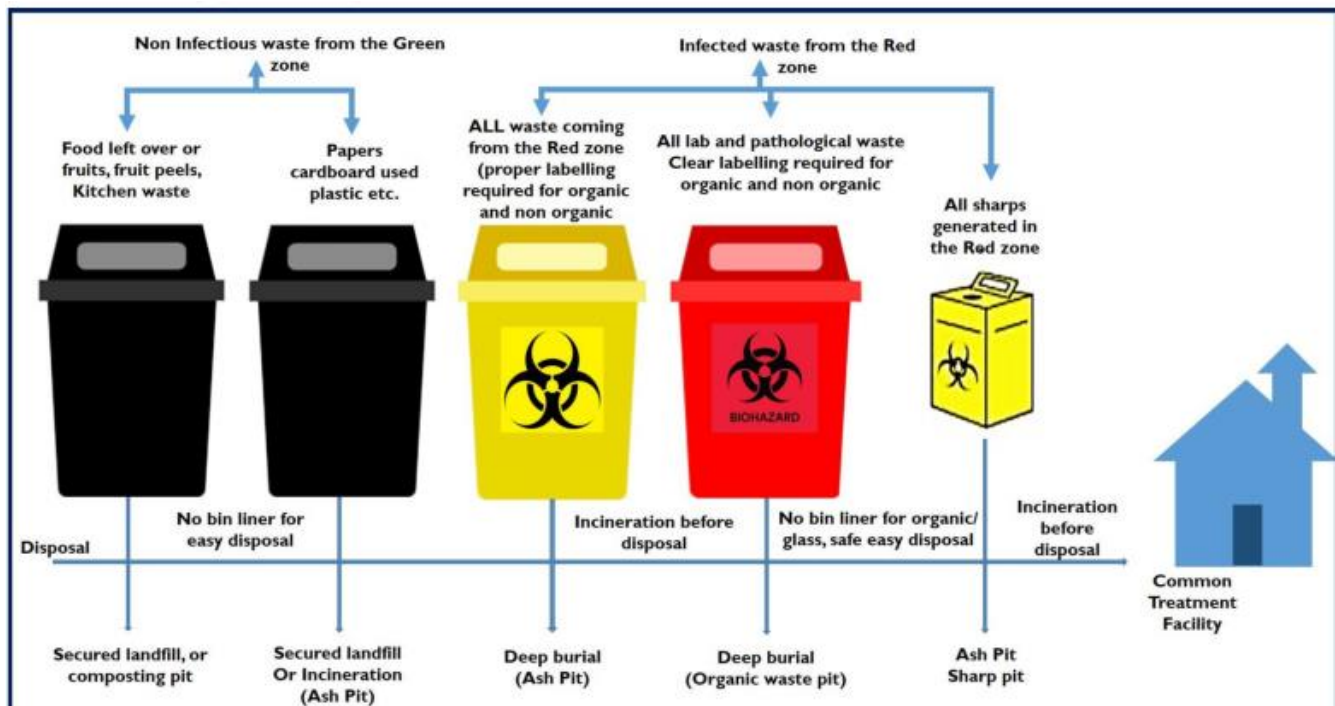 Non Infectious waste from the Green
zone
Infected waste from the Red
zone
Food left over or
fruits, fruit peels,
Kitchen waste
Papers
cardboard used
plastic etc.
ALL waste coming
from the Red zone
(proper labelling
required for organic
and non organic
All lab and pathological waste
Clear labelling required for
organic and non organic
All sharps
generated in
the Red zone
BIOHAZARD
Disposal
No bin liner for
easy disposal
Incineration before
disposal
No bin liner for organic/
glass, safe easy disposal
Incineration
before
disposal
Common
Treatment
Facility
Secured landfill, or
composting pit
Secured landfill
Or Incineration
(Ash Pit)
Deep burial
(Ash Pit)
Deep burial
(Organic waste pit)
Ash Pit
Sharp pit